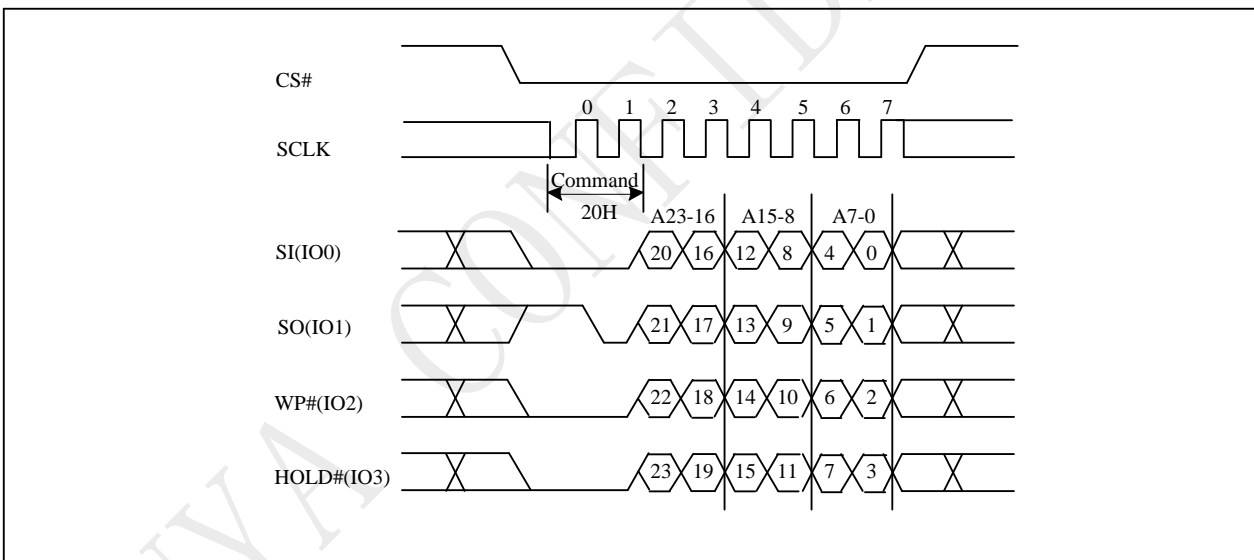 CS#
0 1 2 3 4 5 6 7
SCLK
Command
20H
A23-16 A15-8 A7-0
SI(IO0) 20 16 12 8 4 0
SO(IO1) 21 17 13 9 5 1
WP#(IO2) 22 18 14 10 6 2
HOLD#(IO3) 23 19 15 11 7 3
YA CONFID